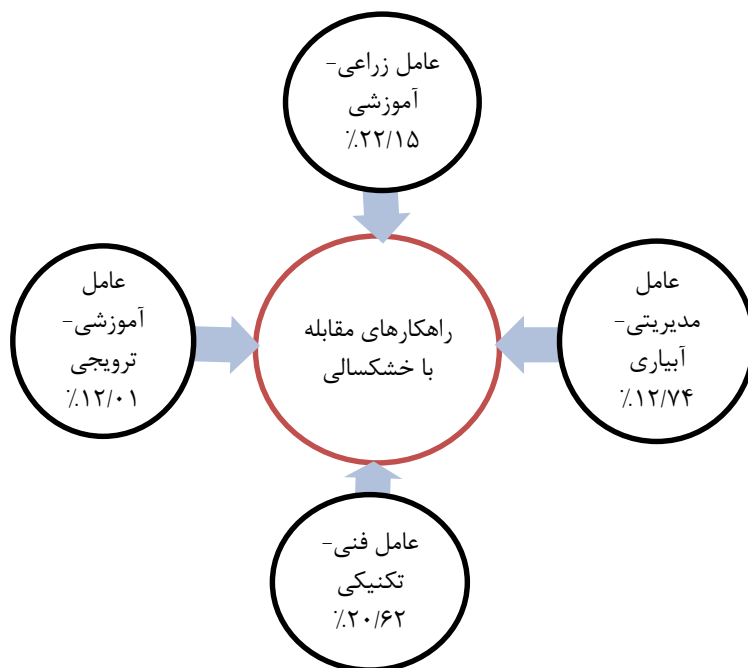 عامل زراعی-
آموزشی
٪۲۲/۱۵
عامل
مدیریتی-
آبیاری
٪۱۲/۷۴
راهکارهای مقابله
با خشکسالی
عامل
آموزشی-
ترویجی
٪۱۲/۰۱
عامل فنی-
تکنیکی
٪۲۰/۶۲